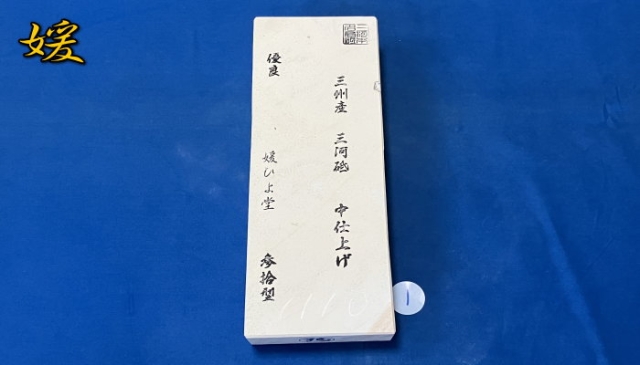 媛
三州産 三河砥 中仕上げ
優良 媛ひよ堂 参拾型
1